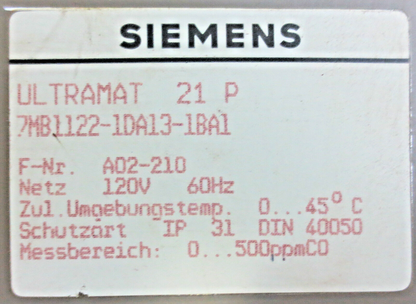 SIEMENS
ULTRAMAT 21 P
7MB1122-1DA13-1BA1
F-Nr. A02-210
Netz 120V 60Hz
Zul.Umgebungstemp. 0...45° C
Schutzart IP 31 DIN 40050
Messbereich: 0...500ppmCO